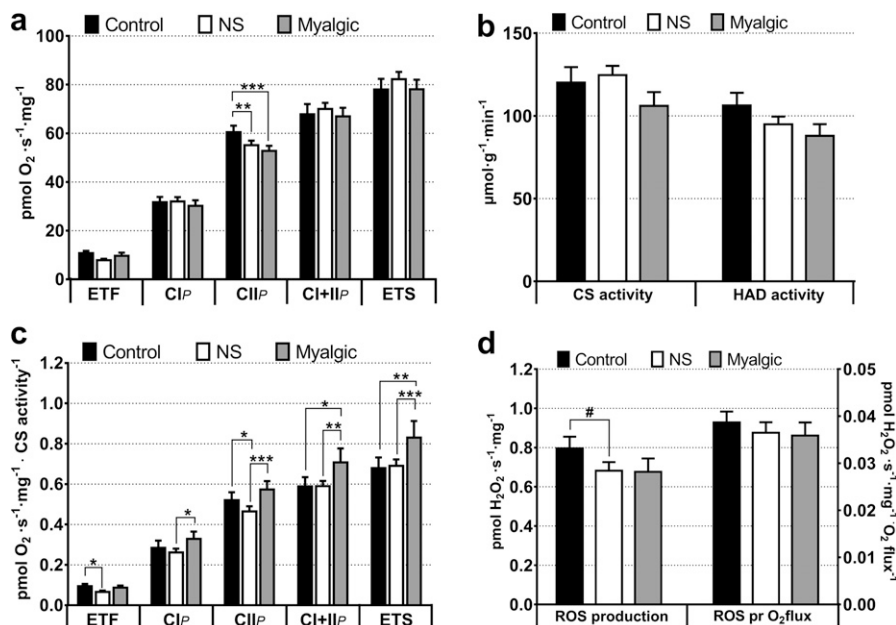 a
Control NS Myalgic
pmol O₂ ·s⁻¹·mg⁻¹
100
80
60
40
20
0
***
**
ETF CIP CIIP CI+IIP ETS
b
Control NS Myalgic
µmol·g⁻¹·min⁻¹
150
100
50
0
CS activity HAD activity
c
Control NS Myalgic
pmol O₂ ·s⁻¹·mg⁻¹ · CS activity⁻¹
1.2
1.0
0.8
0.6
0.4
0.2
0.0
*
*
*
***
*
**
**
***
ETF CIP CIIP CI+IIP ETS
d
Control NS Myalgic
pmol H₂O₂ ·s⁻¹·mg⁻¹
1.2
1.0
0.8
0.6
0.4
0.2
0.0
#
0.05
0.04
0.03
0.02
0.01
0.00
pmol H₂O₂ ·s⁻¹·mg⁻¹·O₂ flux⁻¹
ROS production ROS pr O₂flux